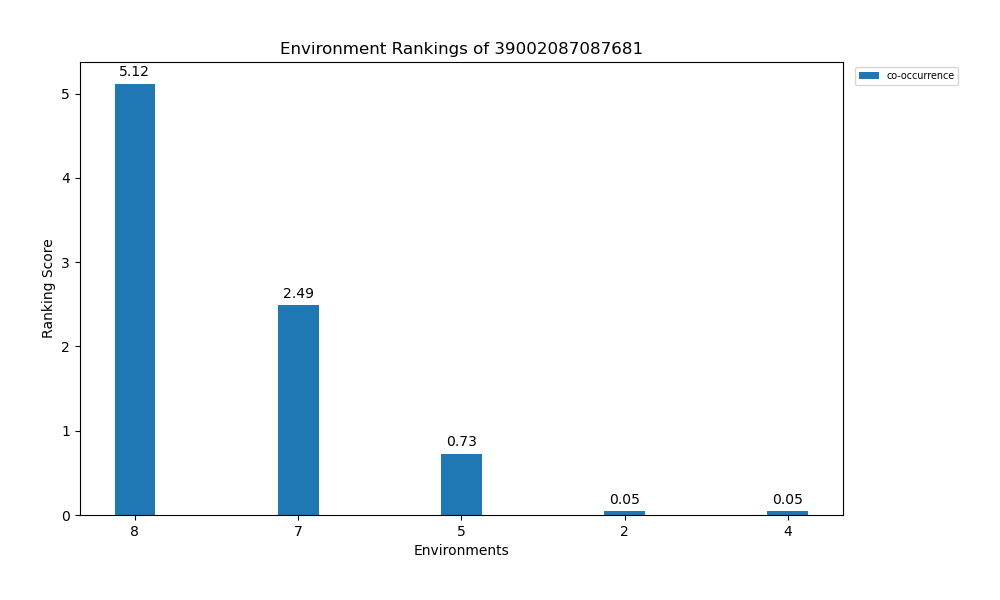 Environment Rankings of 39002087087681
co-occurrence
Ranking Score
5
4
3
2
1
0
5.12
2.49
0.73
0.05
0.05
8 7 5 2 4
Environments